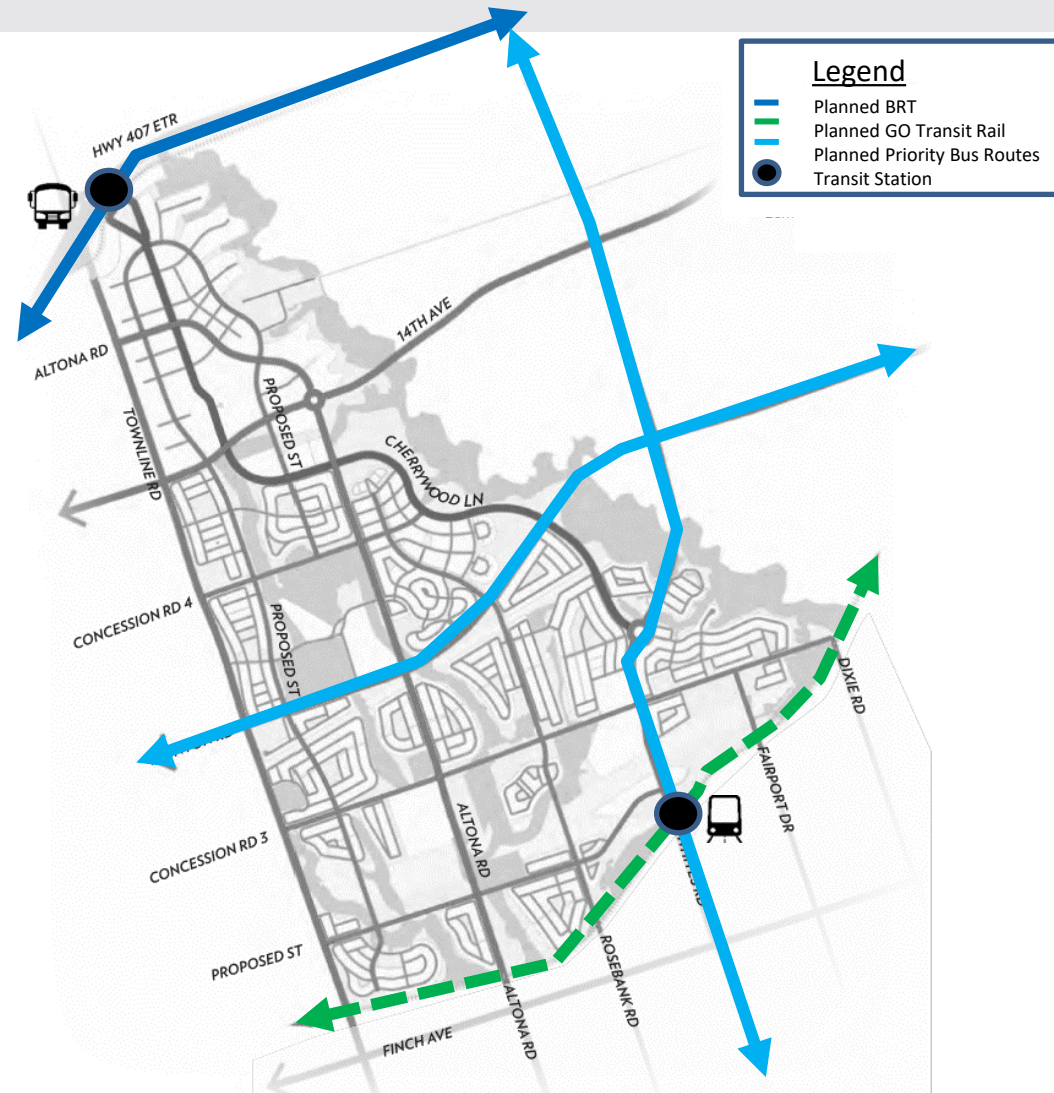 Legend
Planned BRT
Planned GO Transit Rail
Planned Priority Bus Routes
Transit Station
HWY 407 ETR
ALTONA RD
14TH AVE
TOWNLINE RD
PROPOSED ST
CHERRYWOOD LN
CONCESSION RD 4
PROPOSED ST
DIXIE RD
FAIRPORT DR
CONCESSION RD 3
ALTONA RD
PROPOSED ST
ROSEBANK RD
ALTONA RD
FINCH AVE